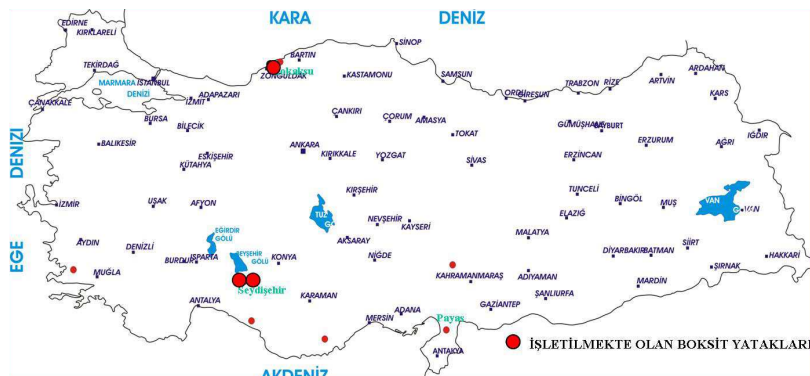 KARA DENİZ
EDİRNE
KIRKLARELİ
SİNOP
BARTIN
TEKİRDAĞ
ZONGULDAK
KASTAMONU
SAMSUN
ARDAHAN
ARTVİN
RİZE
TRABZON
MARMARA
DENİZİ
İSTANBUL
İZMİT
ADAPAZARI
ORDU
GİRESUN
KARS
ÇANAKKALE
BURSA
BİLECİK
ÇANKIRI
ÇORUM
AMASYA
TOKAT
GÜMÜŞHANE
BAYBURT
ERZURUM
AĞRI
IĞDIR
BALIKESİR
ESKİŞEHİR
KÜTAHYA
ANKARA
KIRIKKALE
YOZGAT
SİVAS
ERZİNCAN
TUNCELİ
BİNGÖL
MUŞ
VAN
VAN
EGE DENIZI
İZMİR
UŞAK
AFYON
KIRŞEHİR
TUZ
NEVŞEHİR
KAYSERİ
ELAZIĞ
MALATYA
AYDIN
DENİZLİ
EĞİRDİR
GÖLÜ
BURDUR
ISPARTA
BEYŞEHİR
GÖLÜ
KONYA
AKSARAY
NİĞDE
DİYARBAKIR
BATMAN
SİİRT
HAKKARİ
ŞIRNAK
MUĞLA
Seydişehir
KARAMAN
KAHRAMANMARAŞ
ADIYAMAN
MARDİN
ŞANLIURFA
GAZİANTEP
ANTALYA
MERSİN
ADANA
Payas
ANTAKYA
İŞLETİLMEKTE OLAN BOKSİT YATAKLARI
AKDENİZ